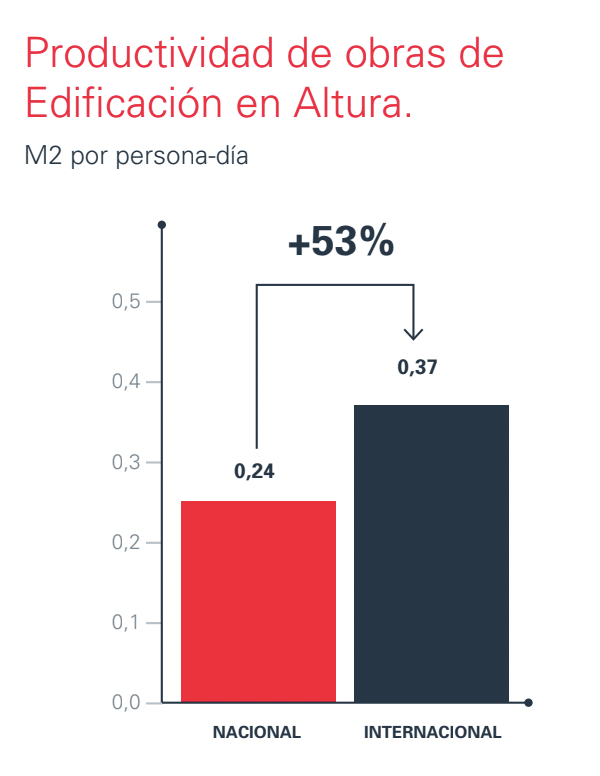 Productividad de obras de
Edificación en Altura.
M2 por persona-día
+53%
0,5
0,4
0,37
0,3
0,24
0,2
0,1
0,0
NACIONAL
INTERNACIONAL